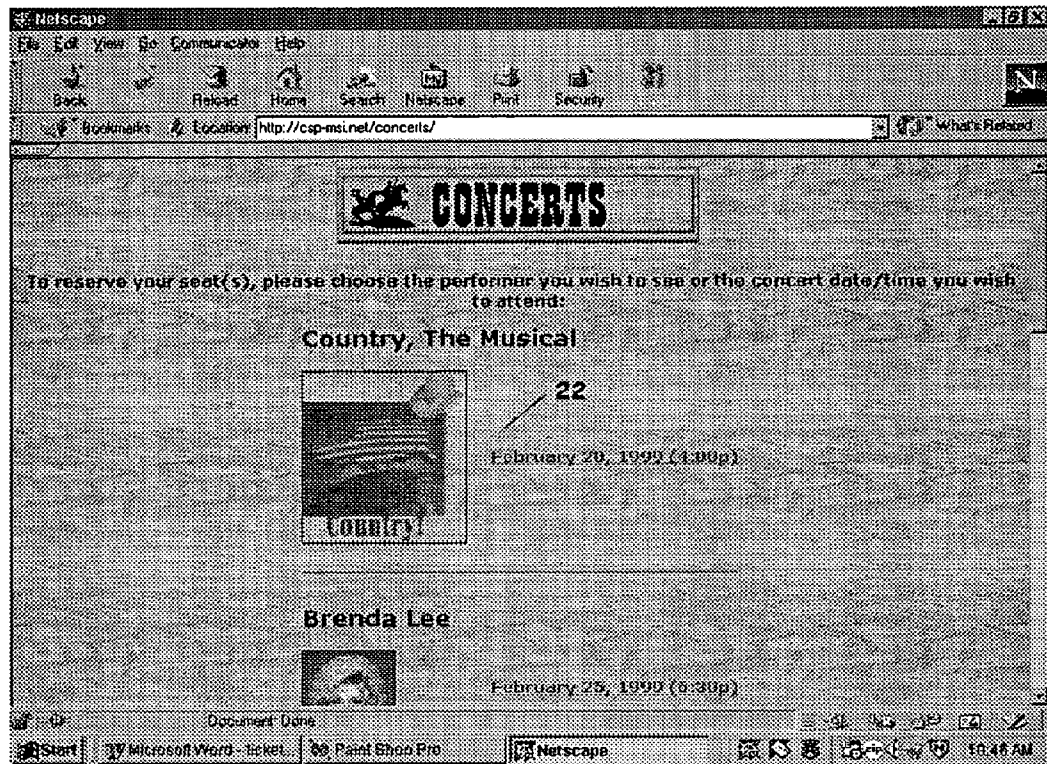 Netscape
File Edit View Go Communicator Help
Back Reload Home Search Netscape Print Security
Bookmarks Location: http://csp-msi.net/concerts/ What's Related
CONCERTS
To reserve your seat(s), please choose the performer you wish to see or the concert date/time you wish
to attend:
Country, The Musical
22
February 20, 1999 (4:00p)
Country!
Brenda Lee
February 25, 1999 (6:30p)
Document: Done
Start Microsoft Word - ticket... Paint Shop Pro Netscape 10:46 AM